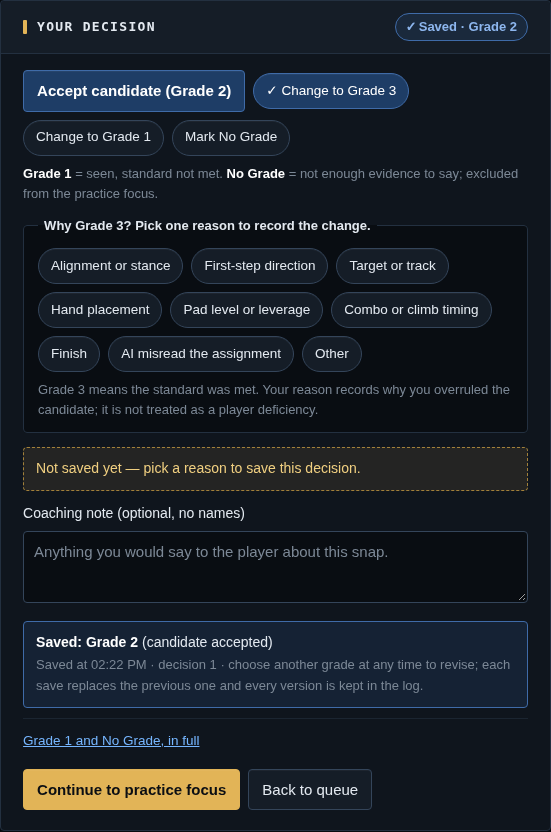 YOUR DECISION
✓ Saved · Grade 2
Accept candidate (Grade 2)
✓ Change to Grade 3
Change to Grade 1
Mark No Grade
Grade 1 = seen, standard not met. No Grade = not enough evidence to say; excluded
from the practice focus.
Why Grade 3? Pick one reason to record the change.
Alignment or stance
First-step direction
Target or track
Hand placement
Pad level or leverage
Combo or climb timing
Finish
AI misread the assignment
Other
Grade 3 means the standard was met. Your reason records why you overruled the
candidate; it is not treated as a player deficiency.
Not saved yet — pick a reason to save this decision.
Coaching note (optional, no names)
Anything you would say to the player about this snap.
Saved: Grade 2 (candidate accepted)
Saved at 02:22 PM · decision 1 · choose another grade at any time to revise; each
save replaces the previous one and every version is kept in the log.
Grade 1 and No Grade, in full
Continue to practice focus
Back to queue